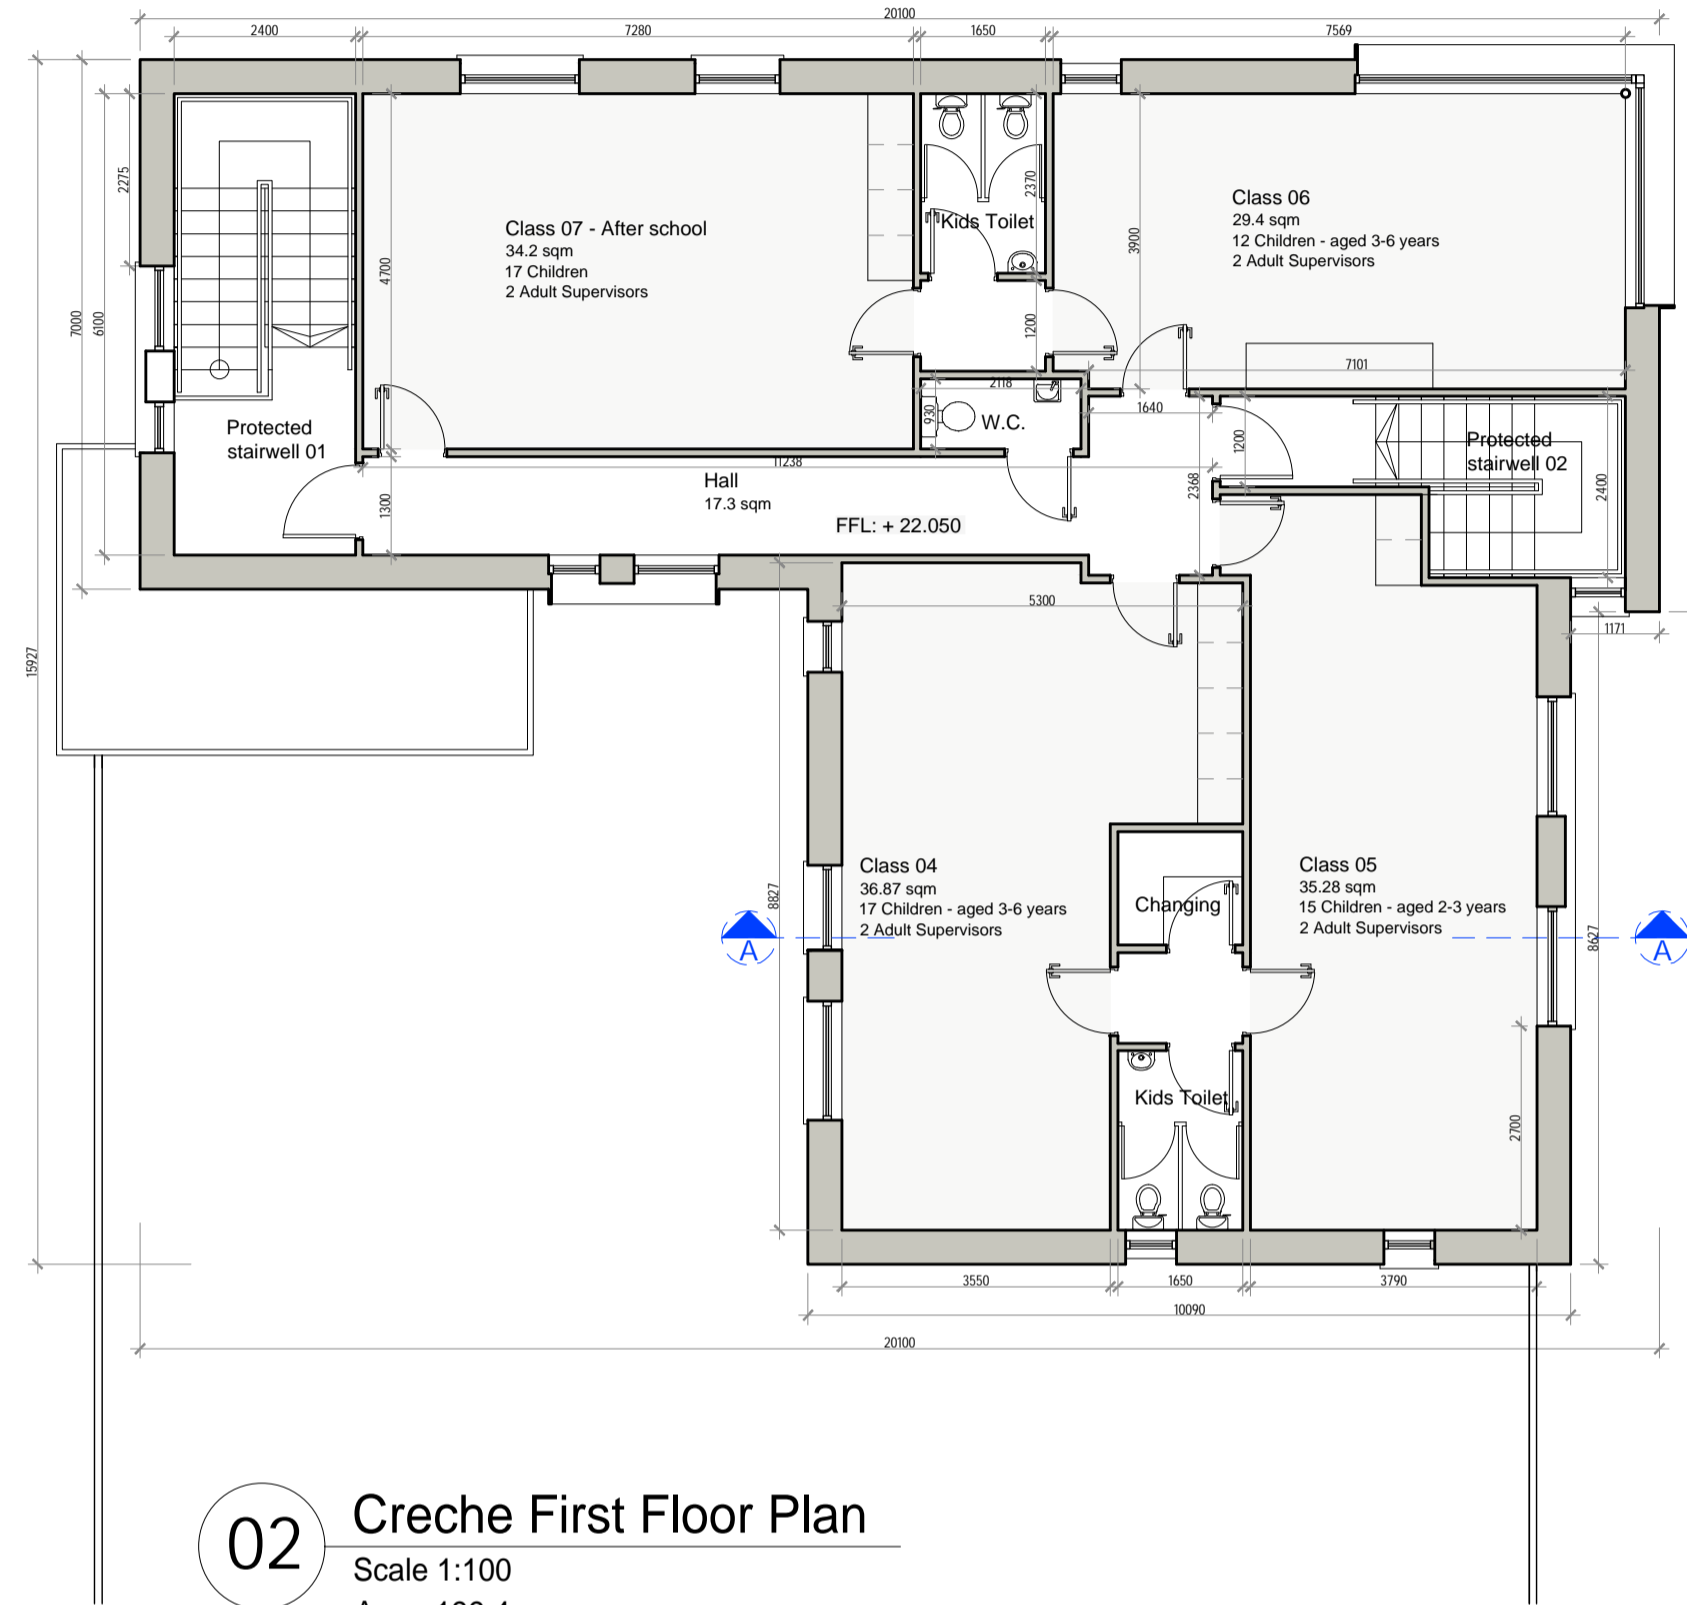 20100
2400
7280
1650
7569
2275
7000
6100
4700
2370
3900
Class 07 - After school
34.2 sqm
17 Children
2 Adult Supervisors
Kids Toilet
Class 06
29.4 sqm
12 Children - aged 3-6 years
2 Adult Supervisors
1200
7101
2118
1640
930
W.C.
Protected
stairwell 01
1200
Protected
stairwell 02
11238
Hall
17.3 sqm
2368
2400
1300
FFL: + 22.050
5300
1171
15927
Class 04
36.87 sqm
17 Children - aged 3-6 years
2 Adult Supervisors
Changing
Class 05
35.28 sqm
15 Children - aged 2-3 years
2 Adult Supervisors
8827
8627
A
A
Kids Toilet
2700
3550
1650
3790
10090
20100
02
Creche First Floor Plan
Scale 1:100